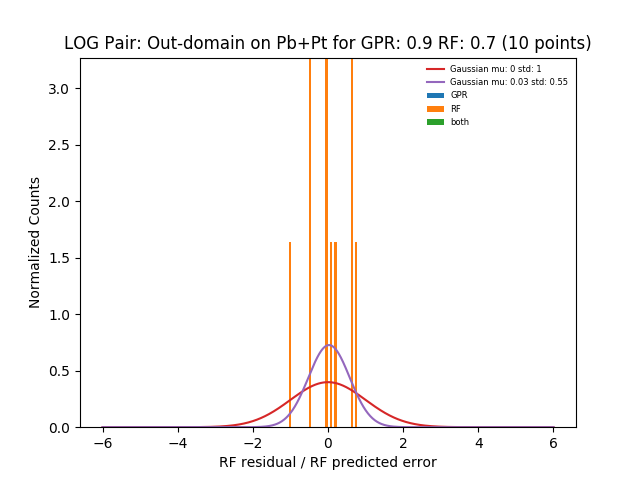 LOG Pair: Out-domain on Pb+Pt for GPR: 0.9 RF: 0.7 (10 points)
Gaussian mu: 0 std: 1
Gaussian mu: 0.03 std: 0.55
GPR
RF
both
Normalized Counts
3.0
2.5
2.0
1.5
1.0
0.5
0.0
−6 −4 −2 0 2 4 6
RF residual / RF predicted error